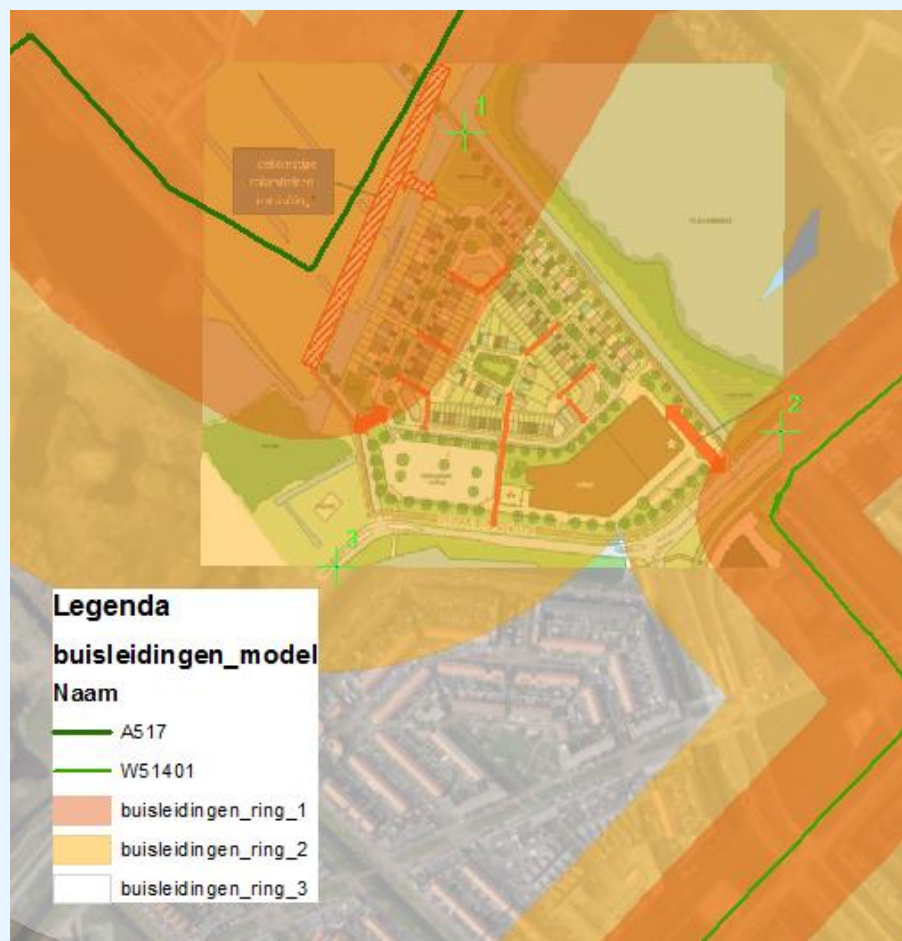 1
2
3
Legenda
buisleidingen_model
Naam
A517
W51401
buisleidingen_ring_1
buisleidingen_ring_2
buisleidingen_ring_3